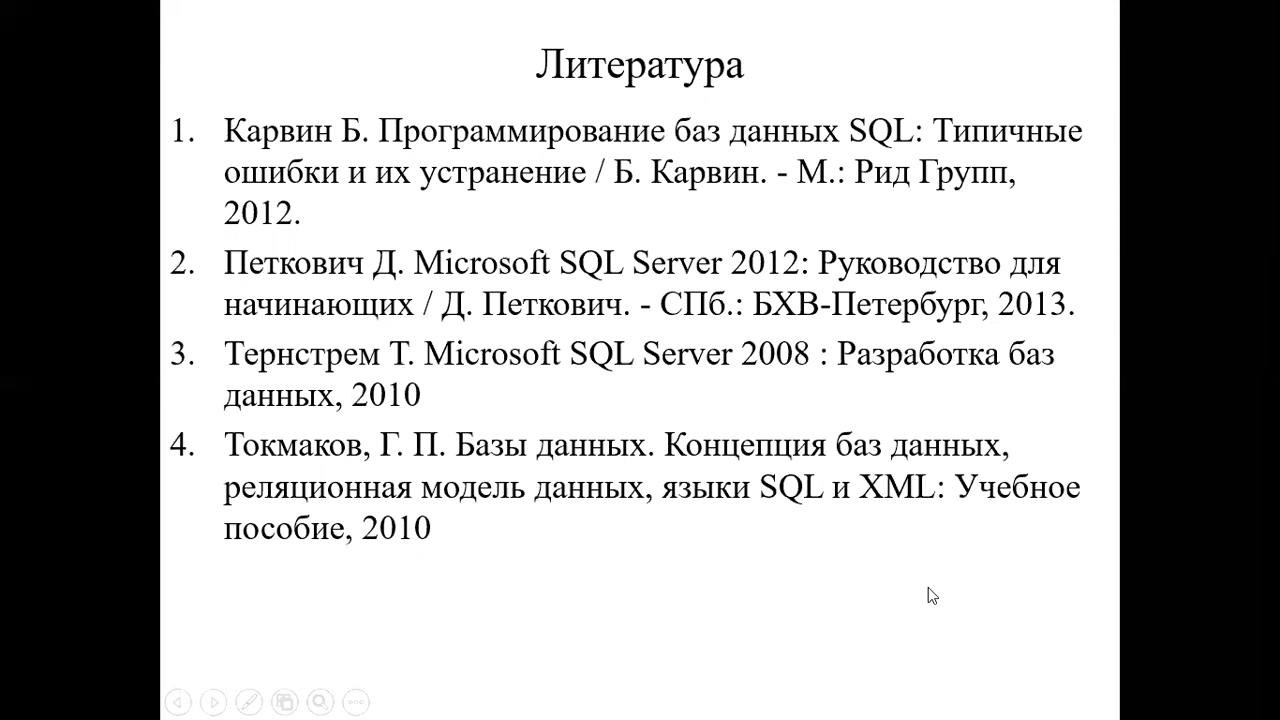 Литература
1. Карвин Б. Программирование баз данных SQL: Типичные
ошибки и их устранение / Б. Карвин. - М.: Рид Групп,
2012.
2. Петкович Д. Microsoft SQL Server 2012: Руководство для
начинающих / Д. Петкович. - СПб.: БХВ-Петербург, 2013.
3. Тернстрем Т. Microsoft SQL Server 2008 : Разработка баз
данных, 2010
4. Токмаков, Г. П. Базы данных. Концепция баз данных,
реляционная модель данных, языки SQL и XML: Учебное
пособие, 2010